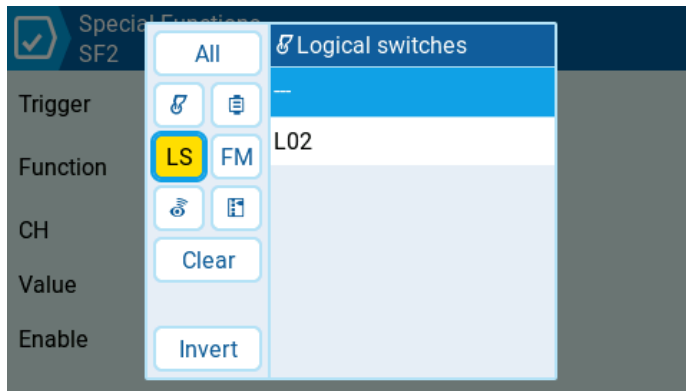 Special Functions
SF2
Trigger
Function
CH
Value
Enable
All
LS
FM
Clear
Invert
Logical switches
---
L02